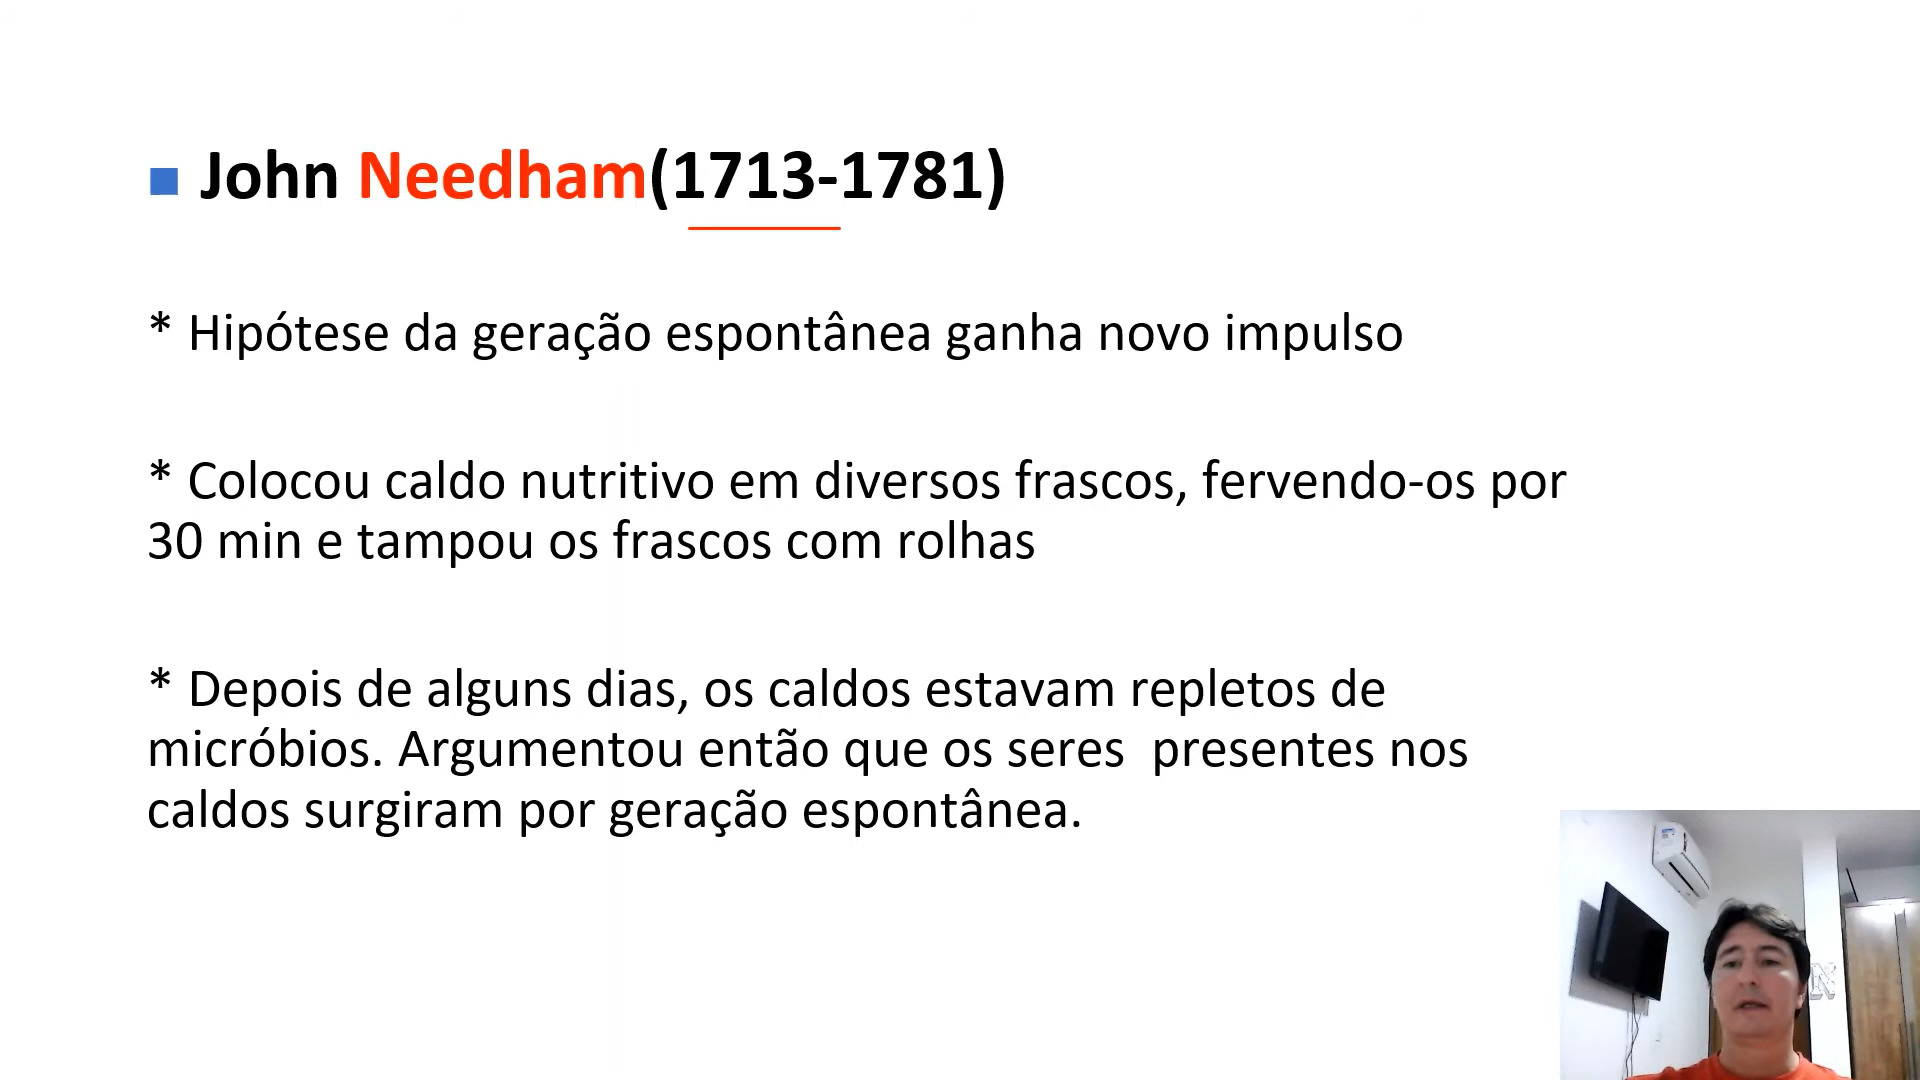 John Needham(1713-1781)
* Hipótese da geração espontânea ganha novo impulso
* Colocou caldo nutritivo em diversos frascos, fervendo-os por
30 min e tampou os frascos com rolhas
* Depois de alguns dias, os caldos estavam repletos de
micróbios. Argumentou então que os seres  presentes nos
caldos surgiram por geração espontânea.
N